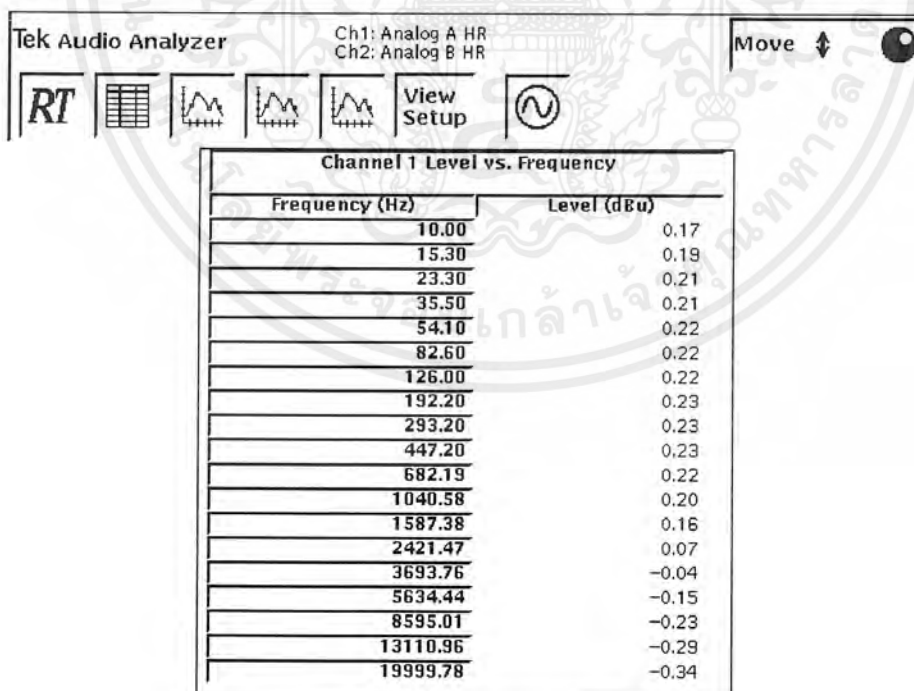 Tek Audio Analyzer
Ch1: Analog A HR
Ch2: Analog B HR
Move
RT
View
Setup
Channel 1 Level vs. Frequency
Frequency (Hz) Level (dBu)
10.00 0.17
15.30 0.19
23.30 0.21
35.50 0.21
54.10 0.22
82.60 0.22
126.00 0.22
192.20 0.23
293.20 0.23
447.20 0.23
682.19 0.22
1040.58 0.20
1587.38 0.16
2421.47 0.07
3693.76 -0.04
5634.44 -0.15
8595.01 -0.23
13110.96 -0.29
19999.78 -0.34